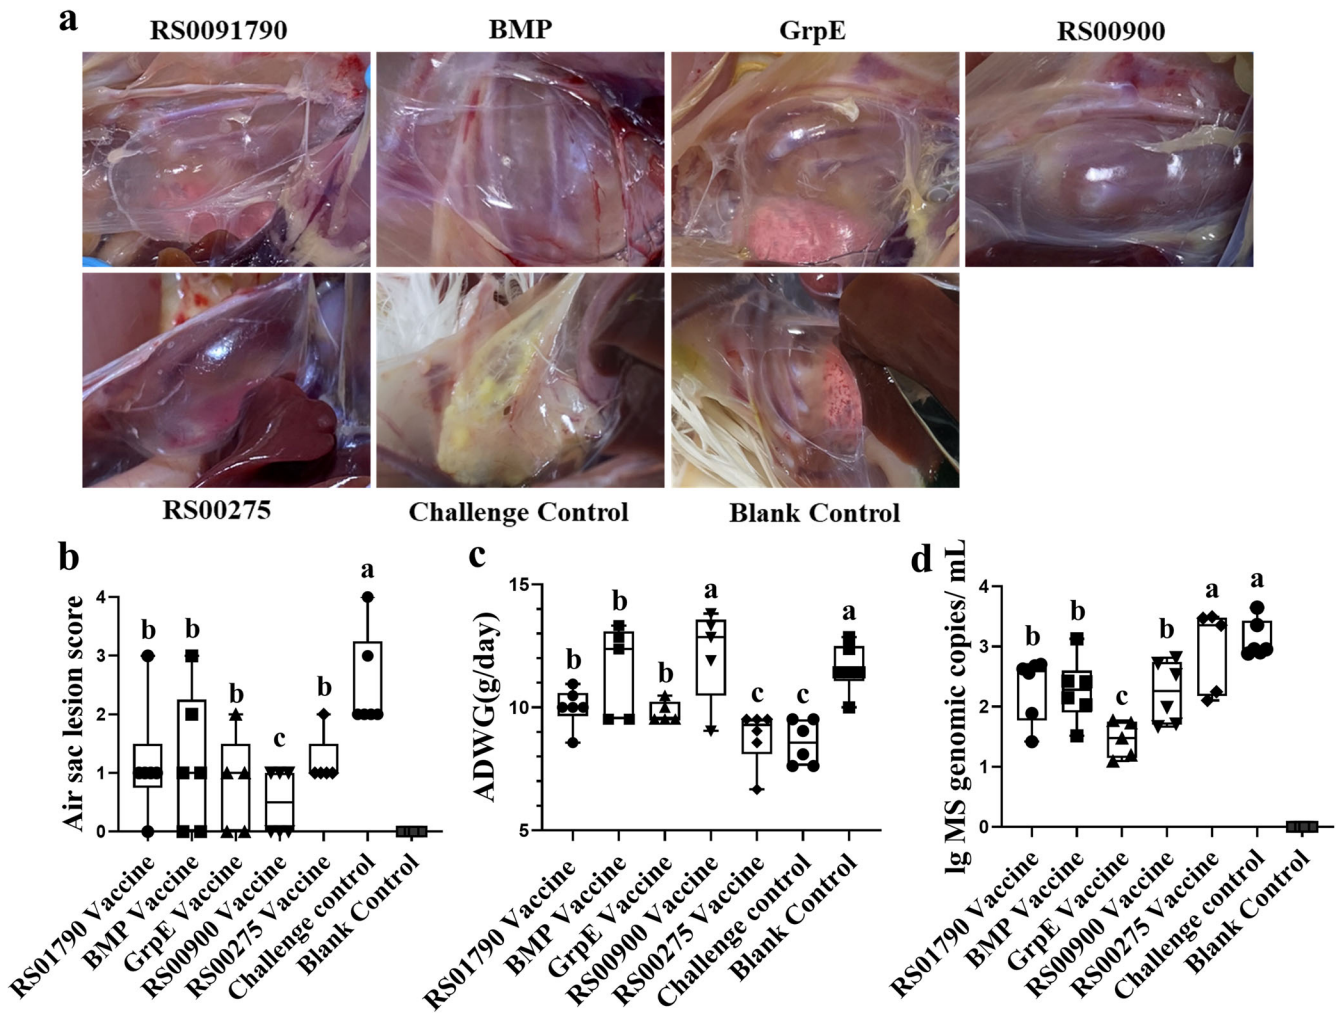 a
RS0091790 BMP GrpE RS00900
RS00275 Challenge Control Blank Control
b
Air sac lesion score
4
3
2
1
0
b b b c b a
RS01790 Vaccine
BMP Vaccine
GrpE Vaccine
RS00900 Vaccine
RS00275 Vaccine
Challenge control
Blank Control
c
ADWG(g/day)
15
10
5
b b b a c c a
RS01790 Vaccine
BMP Vaccine
GrpE Vaccine
RS00900 Vaccine
RS00275 Vaccine
Challenge control
Blank Control
d
lg MS genomic copies/ mL
4
3
2
1
0
b b c b a a
RS01790 Vaccine
BMP Vaccine
GrpE Vaccine
RS00900 Vaccine
RS00275 Vaccine
Challenge control
Blank Control